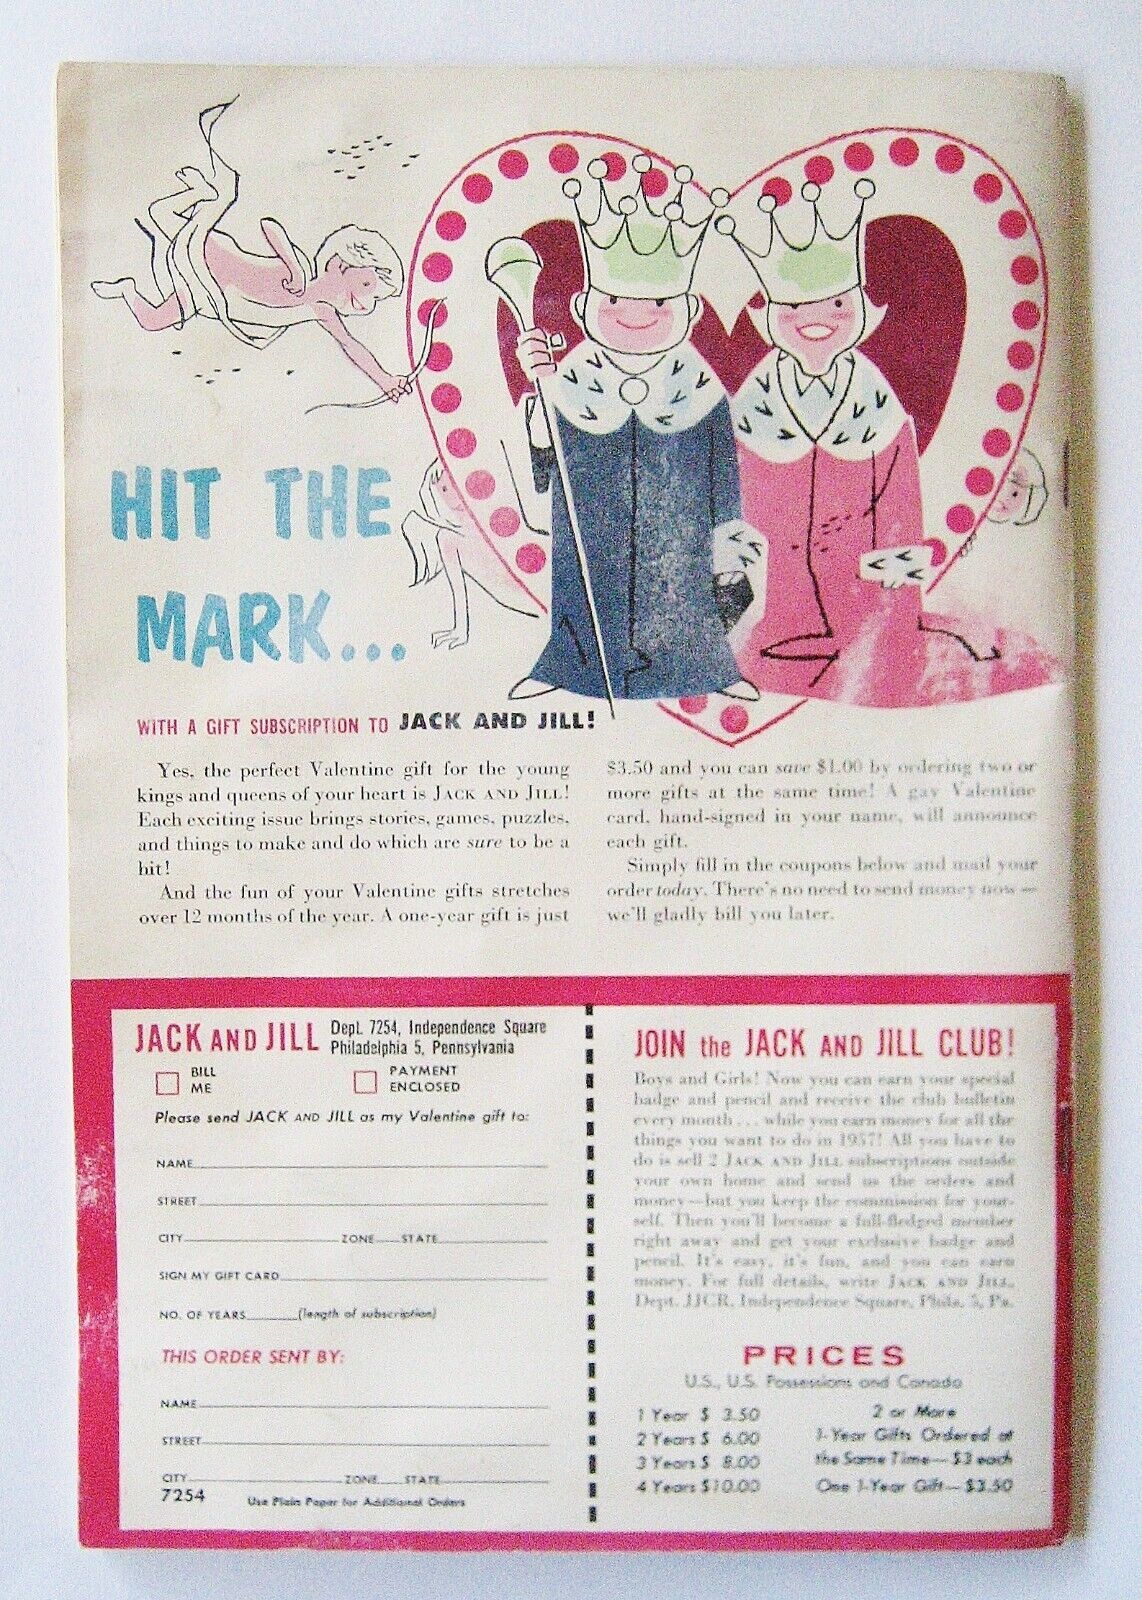 HIT THE
MARK...
WITH A GIFT SUBSCRIPTION TO JACK AND JILL!
Yes, the perfect Valentine gift for the young
kings and queens of your heart is JACK AND JILL!
Each exciting issue brings stories, games, puzzles,
and things to make and do which are sure to be a
hit!
And the fun of your Valentine gifts stretches
over 12 months of the year. A one-year gift is just
$3.50 and you can save $1.00 by ordering two or
more gifts at the same time! A gay Valentine
card, hand-signed in your name, will announce
each gift.
Simply fill in the coupons below and mail your
order today. There's no need to send money now—
we'll gladly bill you later.
JACK AND JILL Dept. 7254, Independence Square
Philadelphia 5, Pennsylvania
BILL
ME
PAYMENT
ENCLOSED
Please send JACK AND JILL as my Valentine gift to:
NAME
STREET
CITY ZONE STATE
SIGN MY GIFT CARD
NO. OF YEARS (length of subscription)
THIS ORDER SENT BY:
NAME
STREET
CITY ZONE STATE
7254 Use Plain Paper for Additional Orders
JOIN the JACK AND JILL CLUB!
Boys and Girls! Now you can earn your special
badge and pencil and receive the club bulletin
every month... while you earn money for all the
things you want to do in 1957! All you have to
do is sell 2 JACK AND JILL subscriptions outside
your own home and send us the orders and
money—but you keep the commission for your-
self. Then you'll become a full-fledged member
right away and get your exclusive badge and
pencil. It's easy, it's fun, and you can earn
money. For full details, write JACK AND JILL,
Dept. JJCR, Independence Square, Phila. 5, Pa.
PRICES
U.S., U.S. Possessions and Canada
1 Year $ 3.50
2 Years $ 6.00
3 Years $ 8.00
4 Years $10.00
2 or More
1-Year Gifts Ordered at
the Same Time—$3 each
One 1-Year Gift—$3.50